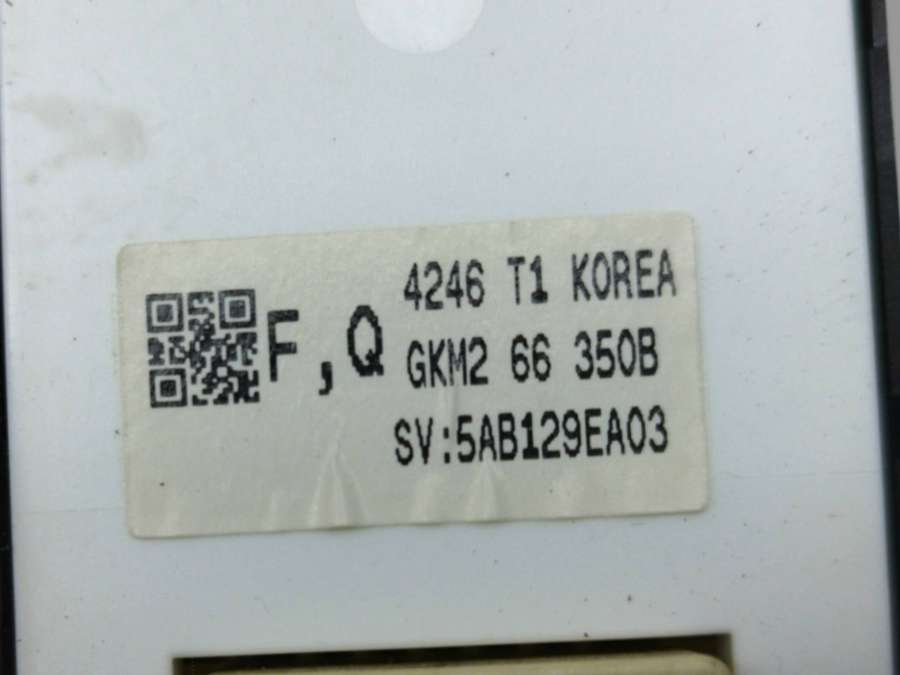 F,Q
4246 T1 KOREA
GKM2 66 350B
SV:5AB129EA03